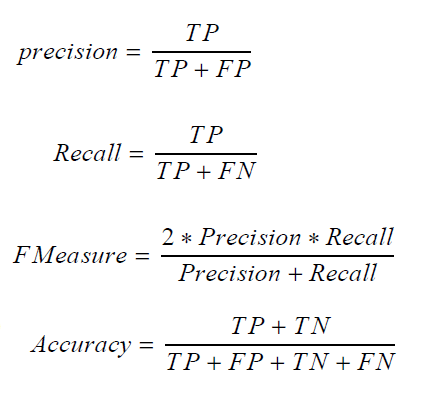 precision = TP / TP + FP
Recall = TP / TP + FN
FMeasure = 2 * Precision * Recall / Precision + Recall
Accuracy = TP + TN / TP + FP + TN + FN